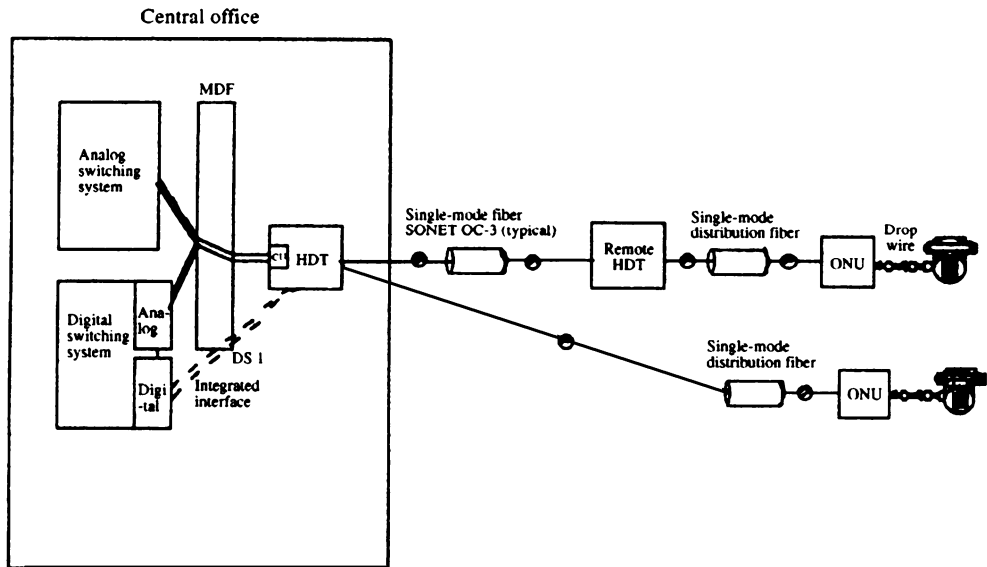 Central office
MDF
Analog
switching
system
Single-mode fiber
SONET OC-3 (typical)
Single-mode
distribution fiber
Drop
wire
HDT
Remote
HDT
ONU
Digital
switching
system
Ana-
log
Digi
-tal
DS 1
Integrated
interface
Single-mode
distribution fiber
ONU